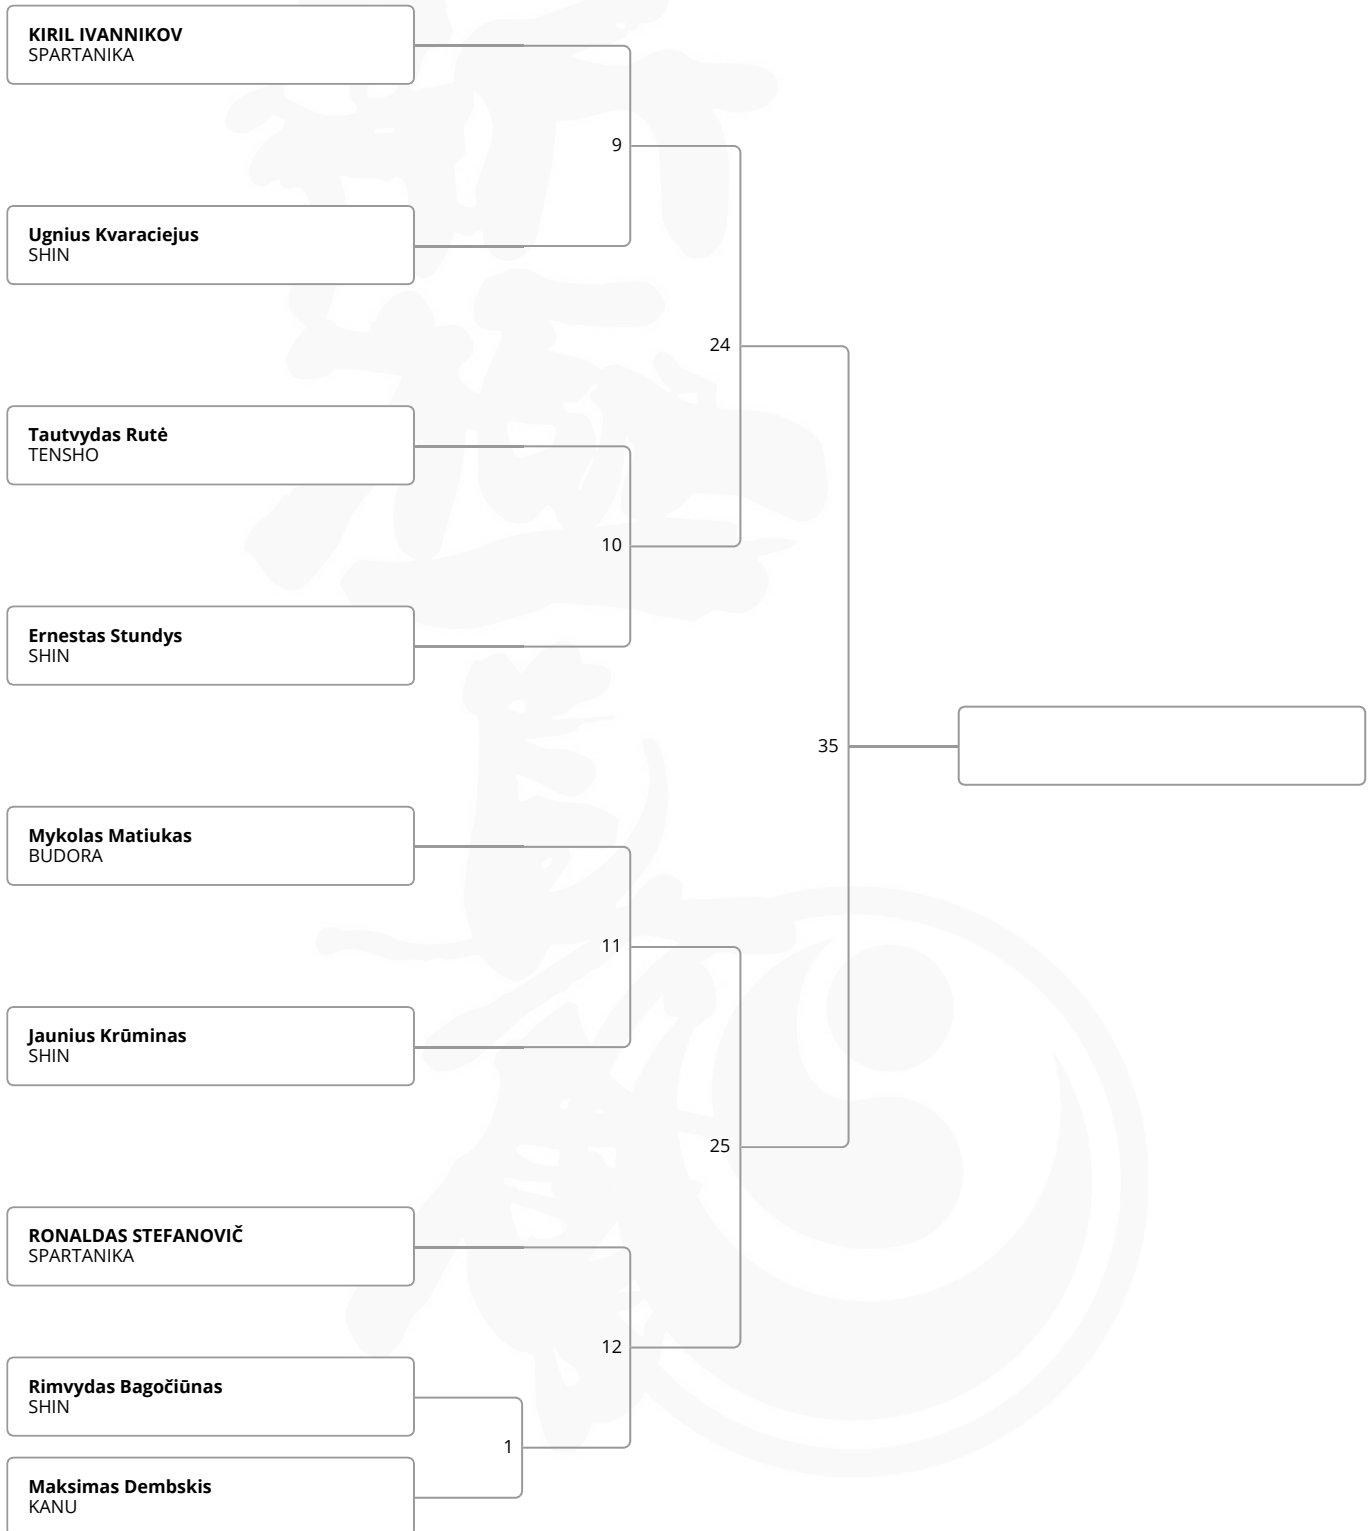 KIRIL IVANNIKOV
SPARTANIKA
9
Ugnius Kvaraciejus
SHIN
24
Tautvydas Rutė
TENSHO
10
Ernestas Stundys
SHIN
35
Mykolas Matiukas
BUDORA
11
Jaunius Krūminas
SHIN
25
RONALDAS STEFANOVIČ
SPARTANIKA
12
Rimvydas Bagočiūnas
SHIN
1
Maksimas Dembskis
KANU